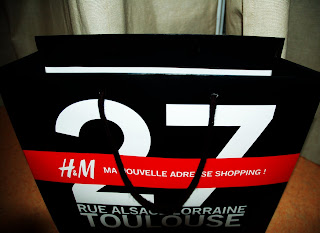 27
H&M MA NOUVELLE ADRESSE SHOPPING !
RUE ALSACE LORRAINE
TOULOUSE